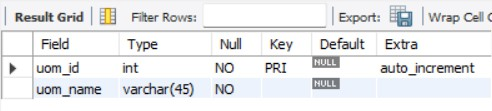 Result Grid Filter Rows: Export: Wrap Cell C
Field Type Null Key Default Extra
uom_id int NO PRI NULL auto_increment
uom_name varchar(45) NO NULL